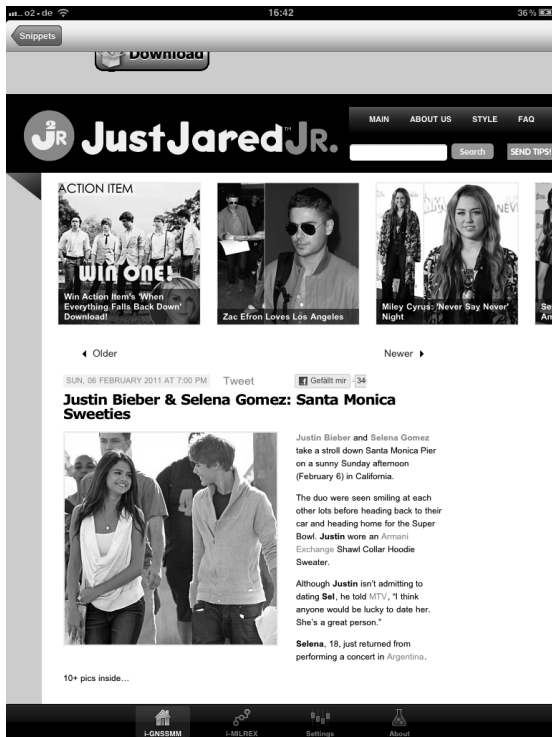 o2-de 16:42 36%
Snippets
Download
J2R JustJared™ JR.
MAIN ABOUT US STYLE FAQ
Search SEND TIPS!
ACTION ITEM
WIN ONE!
Win Action Item's 'When
Everything Falls Back Down'
Download!
Zac Efron Loves Los Angeles
Miley Cyrus: 'Never Say Never'
Night
Older Newer
SUN, 06 FEBRUARY 2011 AT 7:00 PM Tweet Gefällt mir
Justin Bieber & Selena Gomez: Santa Monica
Sweeties
Justin Bieber and Selena Gomez
take a stroll down Santa Monica Pier
on a sunny Sunday afternoon
(February 6) in California.
The duo were seen smiling at each
other lots before heading back to their
car and heading home for the Super
Bowl. Justin wore an Armani
Exchange Shawl Collar Hoodie
Sweater.
Although Justin isn't admitting to
dating Sel, he told MTV, "I think
anyone would be lucky to date her.
She's a great person."
Selena, 18, just returned from
performing a concert in Argentina.
10+ pics inside…
i-GNSSMM i-MILREX Settings About